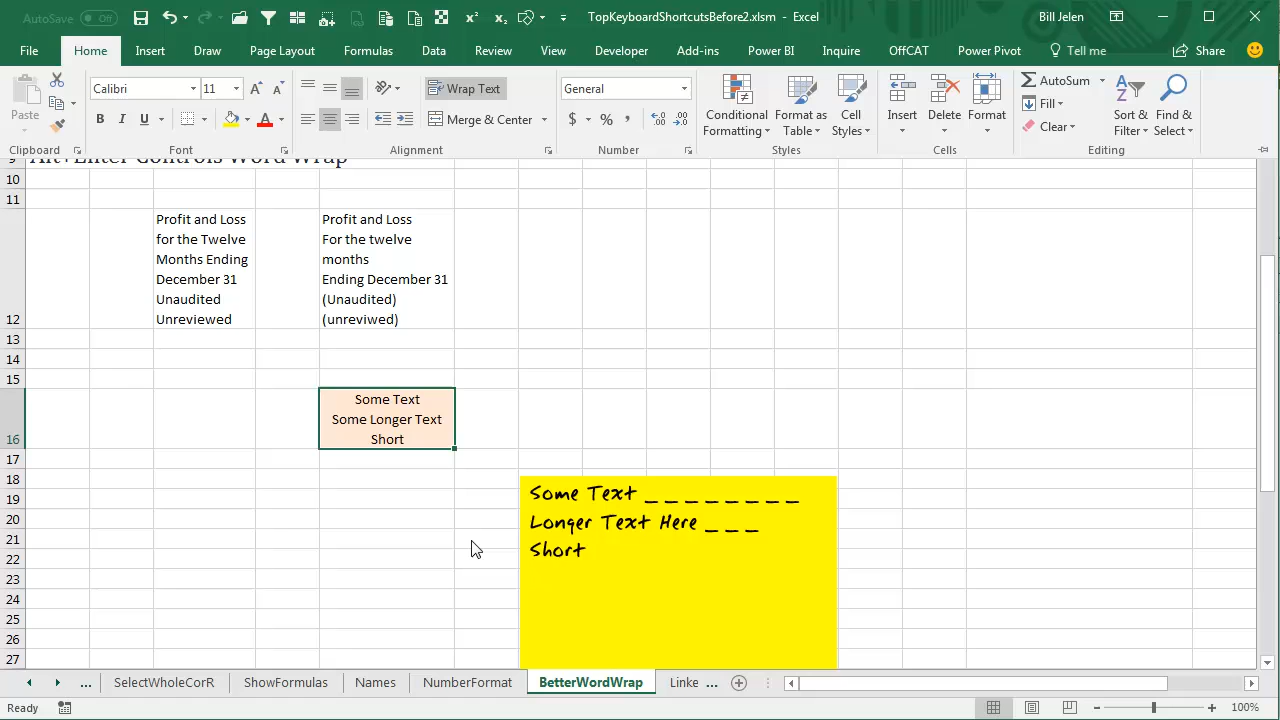 AutoSave Off
TopKeyboardShortcutsBefore2.xlsm - Excel
Bill Jelen
File Home Insert Draw Page Layout Formulas Data Review View Developer Add-ins Power BI Inquire OffCAT Power Pivot Tell me Share
Paste
Calibri 11
B I U
Wrap Text
Merge & Center
General
$ % ,
Conditional Formatting
Format as Table
Cell Styles
Insert
Delete
Format
AutoSum
Fill
Clear
Sort & Filter
Find & Select
Clipboard Font Alignment Number Styles Cells Editing
9 Alt+Enter Controls Word Wrap
10
11
Profit and Loss
for the Twelve
Months Ending
December 31
Unaudited
Unreviewed
Profit and Loss
For the twelve
months
Ending December 31
(Unaudited)
(unreviwed)
12
13
14
15
Some Text
Some Longer Text
Short
16
17
18
19
20
21
22
23
24
25
26
27
Some Text _ _ _ _ _ _ _ _
Longer Text Here _ _ _
Short
... SelectWholeCorR ShowFormulas Names NumberFormat BetterWordWrap Linke ...
Ready
100%